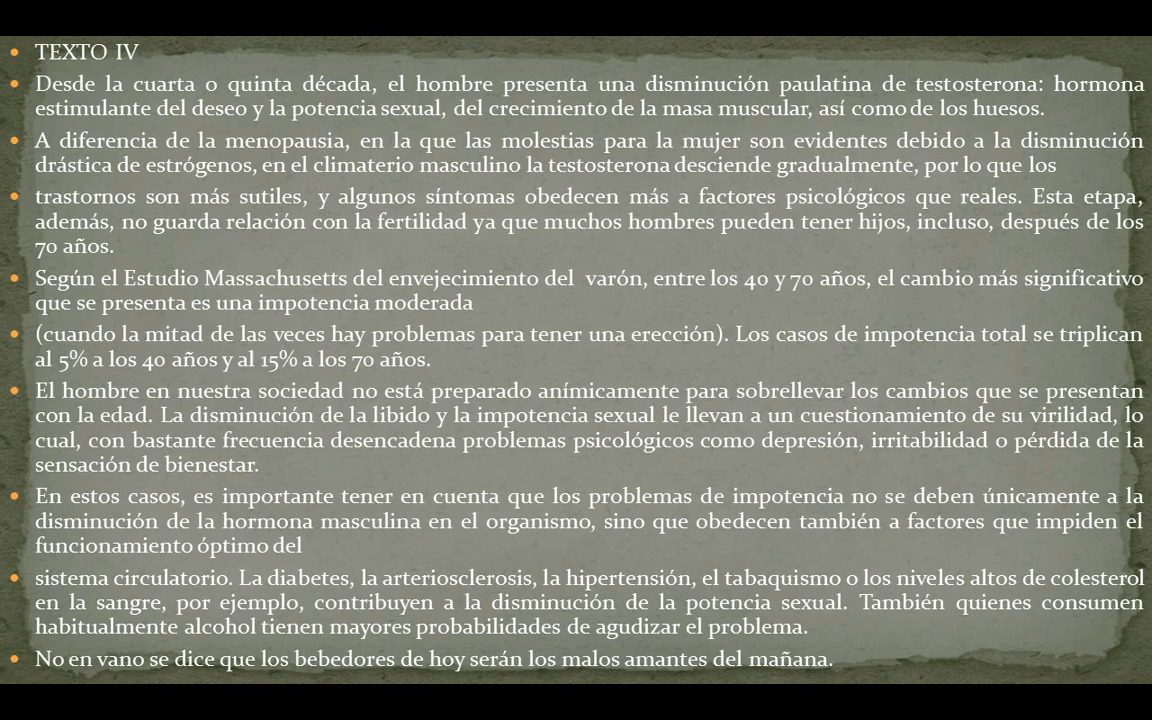 • TEXTO IV
• Desde la cuarta o quinta década, el hombre presenta una disminución paulatina de testosterona: hormona
estimulante del deseo y la potencia sexual, del crecimiento de la masa muscular, así como de los huesos.
• A diferencia de la menopausia, en la que las molestias para la mujer son evidentes debido a la disminución
drástica de estrógenos, en el climaterio masculino la testosterona desciende gradualmente, por lo que los
• trastornos son más sutiles, y algunos síntomas obedecen más a factores psicológicos que reales. Esta etapa,
además, no guarda relación con la fertilidad ya que muchos hombres pueden tener hijos, incluso, después de los
70 años.
• Según el Estudio Massachusetts del envejecimiento del varón, entre los 40 y 70 años, el cambio más significativo
que se presenta es una impotencia moderada
• (cuando la mitad de las veces hay problemas para tener una erección). Los casos de impotencia total se triplican
al 5% a los 40 años y al 15% a los 70 años.
• El hombre en nuestra sociedad no está preparado anímicamente para sobrellevar los cambios que se presentan
con la edad. La disminución de la libido y la impotencia sexual le llevan a un cuestionamiento de su virilidad, lo
cual, con bastante frecuencia desencadena problemas psicológicos como depresión, irritabilidad o pérdida de la
sensación de bienestar.
• En estos casos, es importante tener en cuenta que los problemas de impotencia no se deben únicamente a la
disminución de la hormona masculina en el organismo, sino que obedecen también a factores que impiden el
funcionamiento óptimo del
• sistema circulatorio. La diabetes, la arteriosclerosis, la hipertensión, el tabaquismo o los niveles altos de colesterol
en la sangre, por ejemplo, contribuyen a la disminución de la potencia sexual. También quienes consumen
habitualmente alcohol tienen mayores probabilidades de agudizar el problema.
• No en vano se dice que los bebedores de hoy serán los malos amantes del mañana.